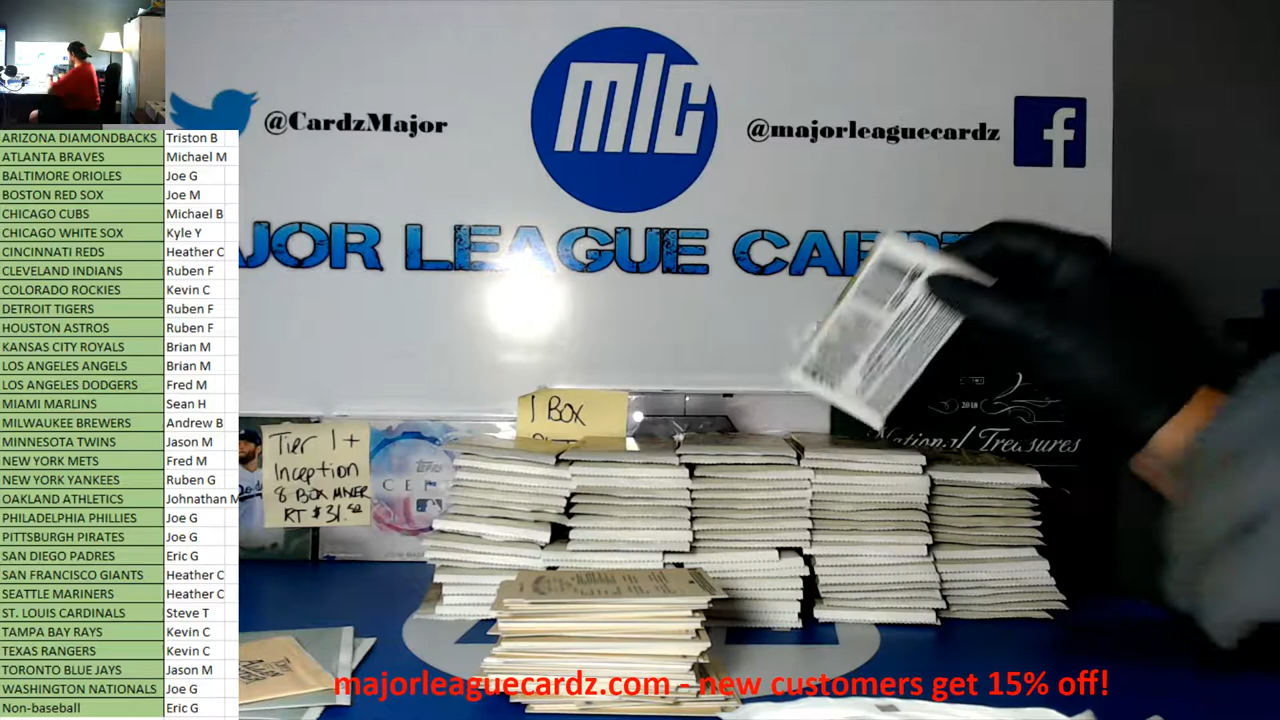 ARIZONA DIAMONDBACKS Triston B
ATLANTA BRAVES Michael M
BALTIMORE ORIOLES Joe G
BOSTON RED SOX Joe M
CHICAGO CUBS Michael B
CHICAGO WHITE SOX Kyle Y
CINCINNATI REDS Heather C
CLEVELAND INDIANS Ruben F
COLORADO ROCKIES Kevin C
DETROIT TIGERS Ruben F
HOUSTON ASTROS Ruben F
KANSAS CITY ROYALS Brian M
LOS ANGELES ANGELS Brian M
LOS ANGELES DODGERS Fred M
MIAMI MARLINS Sean H
MILWAUKEE BREWERS Andrew B
MINNESOTA TWINS Jason M
NEW YORK METS Fred M
NEW YORK YANKEES Ruben G
OAKLAND ATHLETICS Johnathan M
PHILADELPHIA PHILLIES Joe G
PITTSBURGH PIRATES Joe G
SAN DIEGO PADRES Eric G
SAN FRANCISCO GIANTS Heather C
SEATTLE MARINERS Heather C
ST. LOUIS CARDINALS Steve T
TAMPA BAY RAYS Kevin C
TEXAS RANGERS Kevin C
TORONTO BLUE JAYS Jason M
WASHINGTON NATIONALS Joe G
Non-baseball Eric G
@CardzMajor
mlc
@majorleaguecardz
f
JOR LEAGUE CAR
1 BOX
Tier 1 +
Inception
8 BOX MIXER
RT $31.50
2018
National Treasures
majorleaguecardz.com - new customers get 15% off!